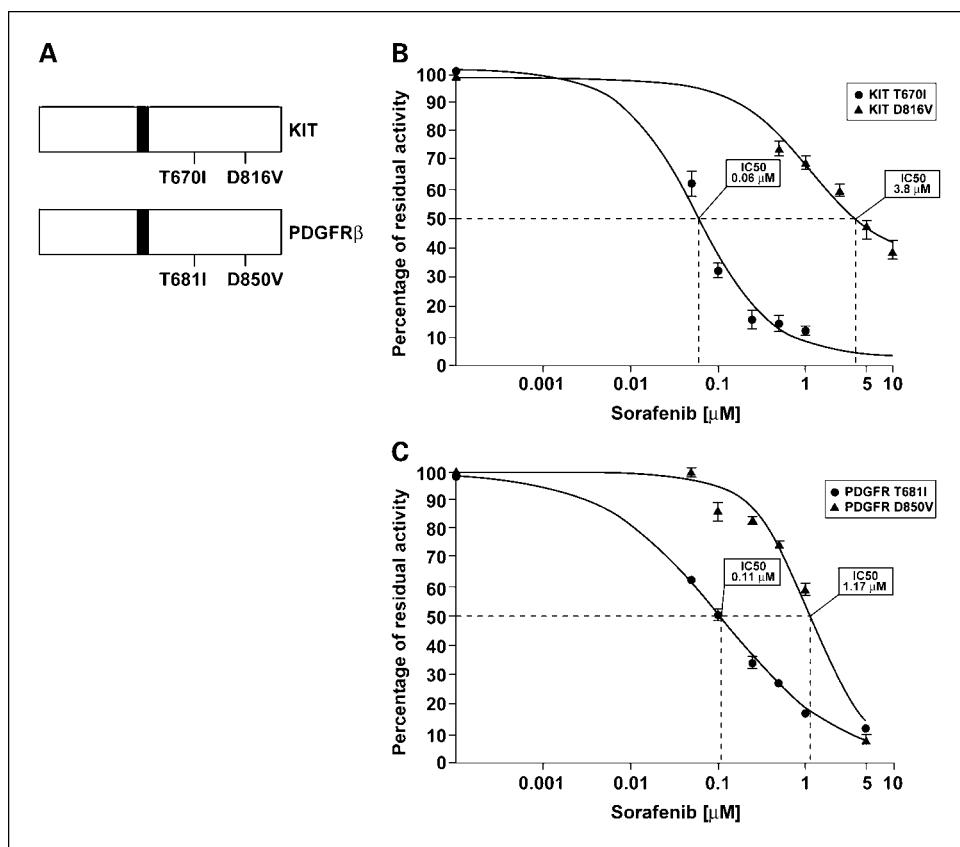 A
KIT
T670I D816V
PDGFRβ
T681I D850V
B
Percentage of residual activity
100
90
80
70
60
50
40
30
20
10
0
KIT T670I
KIT D816V
IC50
0.06 μM
IC50
3.8 μM
0.001 0.01 0.1 1 5 10
Sorafenib [μM]
C
Percentage of residual activity
100
90
80
70
60
50
40
30
20
10
0
PDGFR T681I
PDGFR D850V
IC50
0.11 μM
IC50
1.17 μM
0.001 0.01 0.1 1 5 10
Sorafenib [μM]